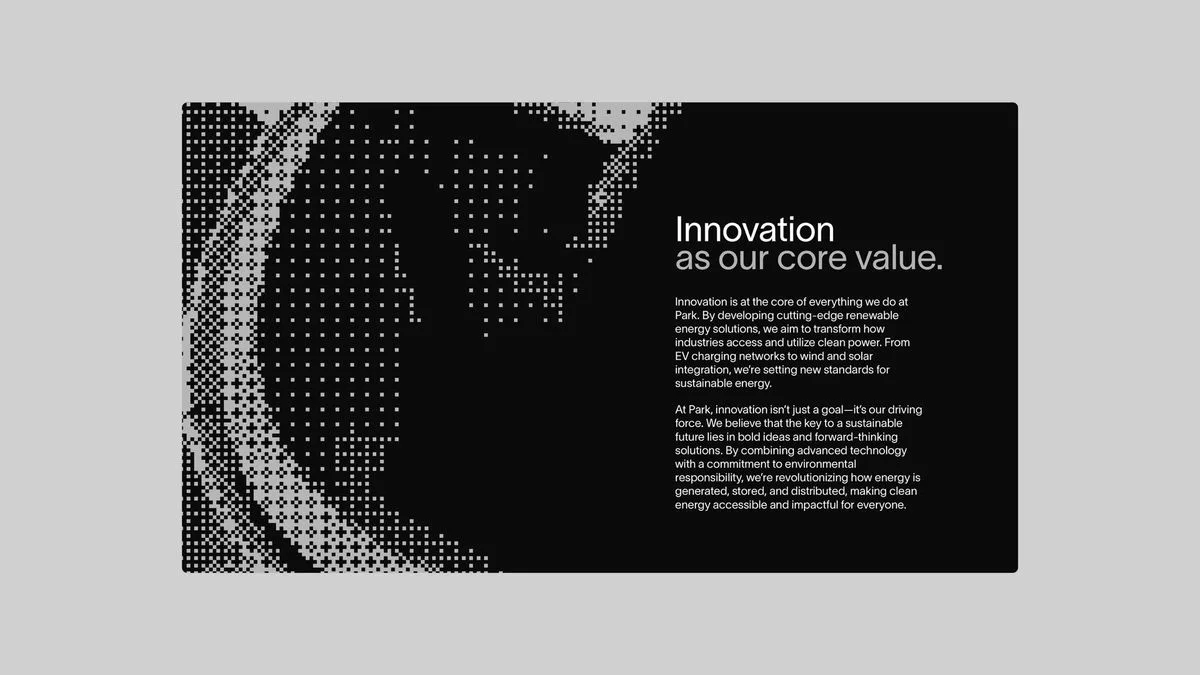 Innovation
as our core value.
Innovation is at the core of everything we do at
Park. By developing cutting-edge renewable
energy solutions, we aim to transform how
industries access and utilize clean power. From
EV charging networks to wind and solar
integration, we’re setting new standards for
sustainable energy.
At Park, innovation isn’t just a goal—it’s our driving
force. We believe that the key to a sustainable
future lies in bold ideas and forward-thinking
solutions. By combining advanced technology
with a commitment to environmental
responsibility, we’re revolutionizing how energy is
generated, stored, and distributed, making clean
energy accessible and impactful for everyone.